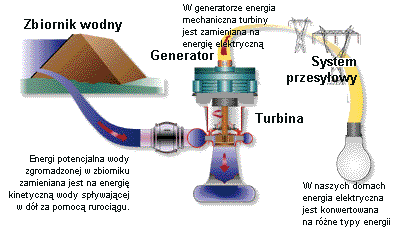 W generatorze energia
mechaniczna turbiny
jest zamieniana na
energię elektryczną
Zbiornik wodny
Generator
System
przesyłowy
Turbina
Energi potencjalna wody
zgromadzonej w zbiorniku
zamieniana jest na energię
kinetyczną wody spływającej
w dół za pomocą rurociągu.
W naszych domach
energia elektryczna
jest konwertowana
na różne typy energii